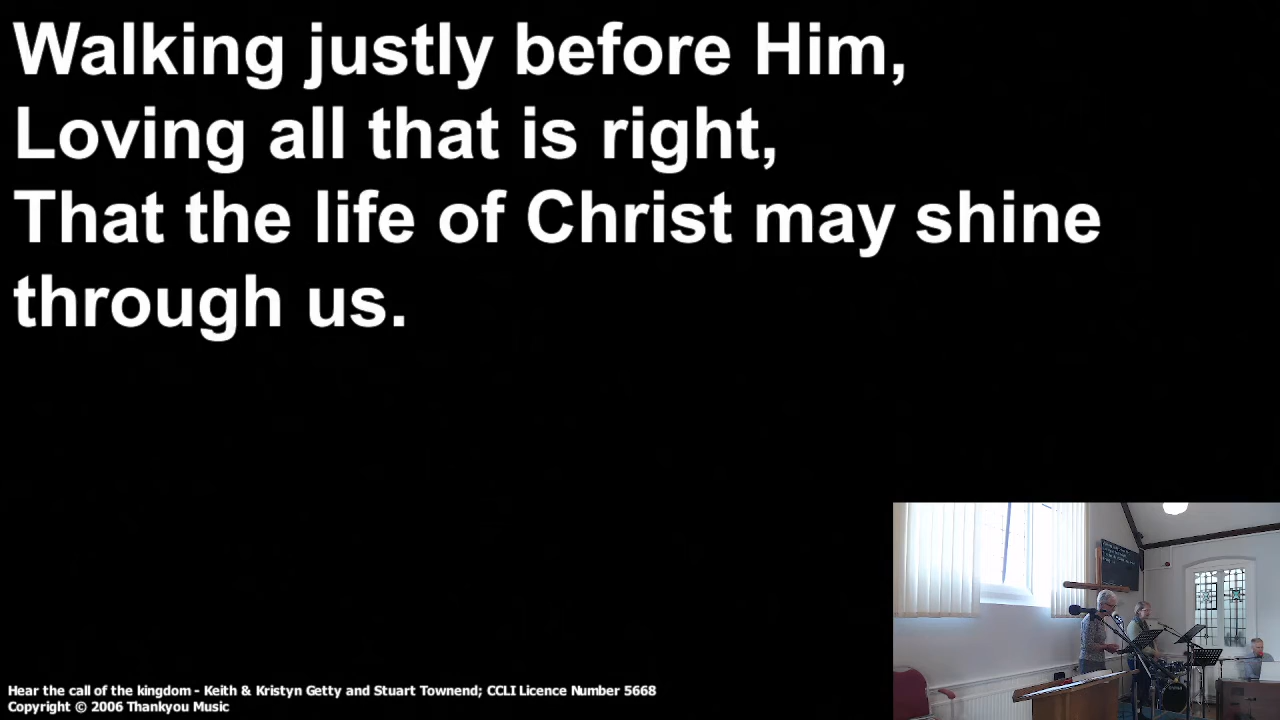 Walking justly before Him,
Loving all that is right,
That the life of Christ may shine
through us.
Hear the call of the kingdom - Keith & Kristyn Getty and Stuart Townend; CCLI Licence Number 5668
Copyright © 2006 Thankyou Music